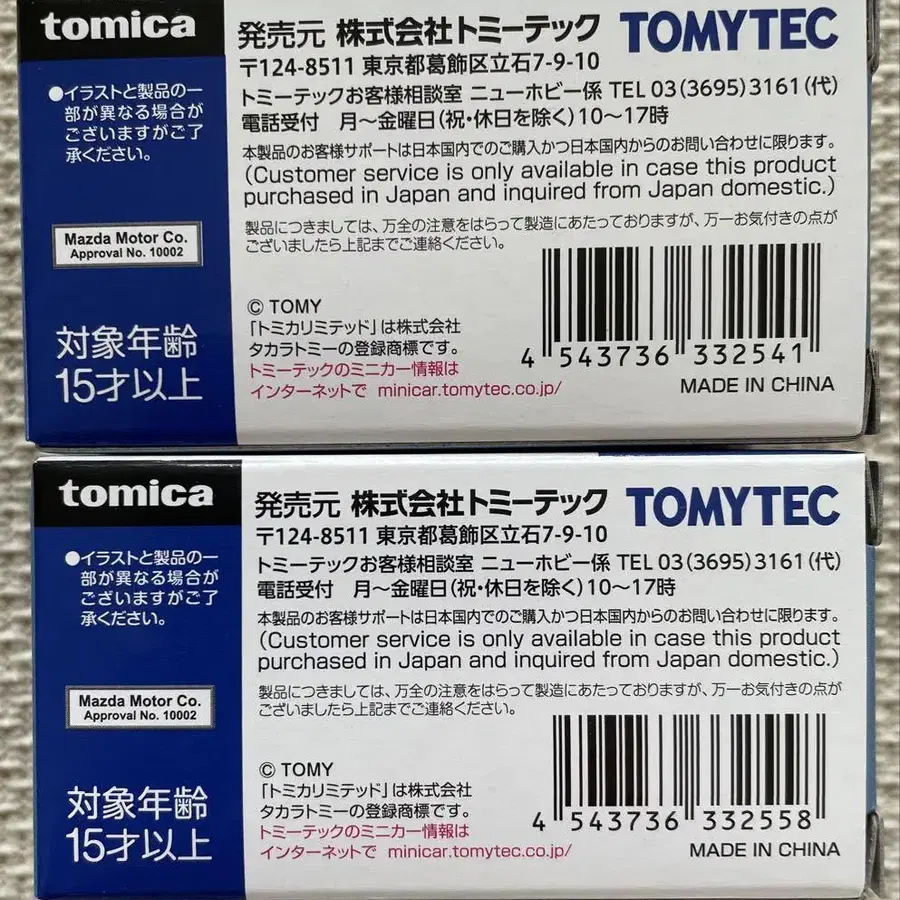 tomica
●イラストと製品の一
部が異なる場合が
ございますがご了
承ください。
Mazda Motor Co.
Approval No. 10002
対象年齢
15才以上
発売元 株式会社トミーテック TOMYTEC
〒124-8511 東京都葛飾区立石7-9-10
トミーテックお客様相談室 ニューホビー係 TEL 03(3695)3161(代)
電話受付 月〜金曜日(祝・休日を除く)10〜17時
本製品のお客様サポートは日本国内でのご購入かつ日本国内からのお問い合わせに限ります。
(Customer service is only available in case this product
purchased in Japan and inquired from Japan domestic.)
製品につきましては、万全の注意をはらって製造にあたっておりますが、万一お気付きの点が
ございましたら上記までご連絡ください。
© TOMY
「トミカリミテッド」は株式会社
タカラトミーの登録商標です。
トミーテックのミニカー情報は
インターネットで minicar.tomytec.co.jp/
4 543736 332541
MADE IN CHINA
tomica
●イラストと製品の一
部が異なる場合が
ございますがご了
承ください。
Mazda Motor Co.
Approval No. 10002
対象年齢
15才以上
発売元 株式会社トミーテック TOMYTEC
〒124-8511 東京都葛飾区立石7-9-10
トミーテックお客様相談室 ニューホビー係 TEL 03(3695)3161(代)
電話受付 月〜金曜日(祝・休日を除く)10〜17時
本製品のお客様サポートは日本国内でのご購入かつ日本国内からのお問い合わせに限ります。
(Customer service is only available in case this product
purchased in Japan and inquired from Japan domestic.)
製品につきましては、万全の注意をはらって製造にあたっておりますが、万一お気付きの点が
ございましたら上記までご連絡ください。
© TOMY
「トミカリミテッド」は株式会社
タカラトミーの登録商標です。
トミーテックのミニカー情報は
インターネットで minicar.tomytec.co.jp/
4 543736 332558
MADE IN CHINA